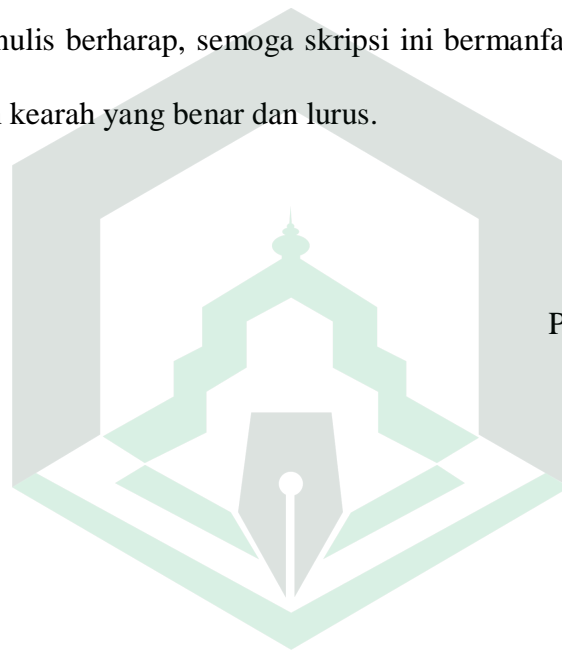 nulis berharap, semoga skripsi ini bermanfa
kearah yang benar dan lurus.
P